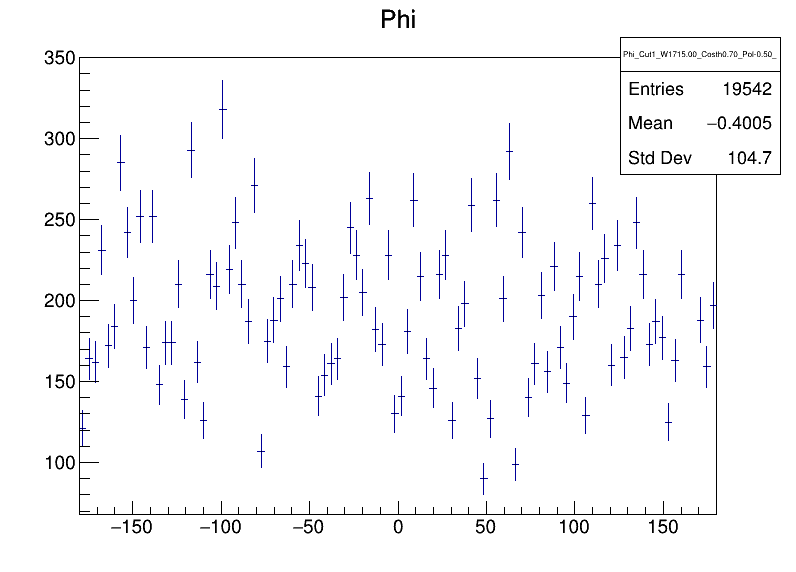 Phi
Phi_Cut1_W1715.00_Costh0.70_Pol-0.50_
Entries 19542
Mean −0.4005
Std Dev 104.7
350
300
250
200
150
100
−150 −100 −50 0 50 100 150